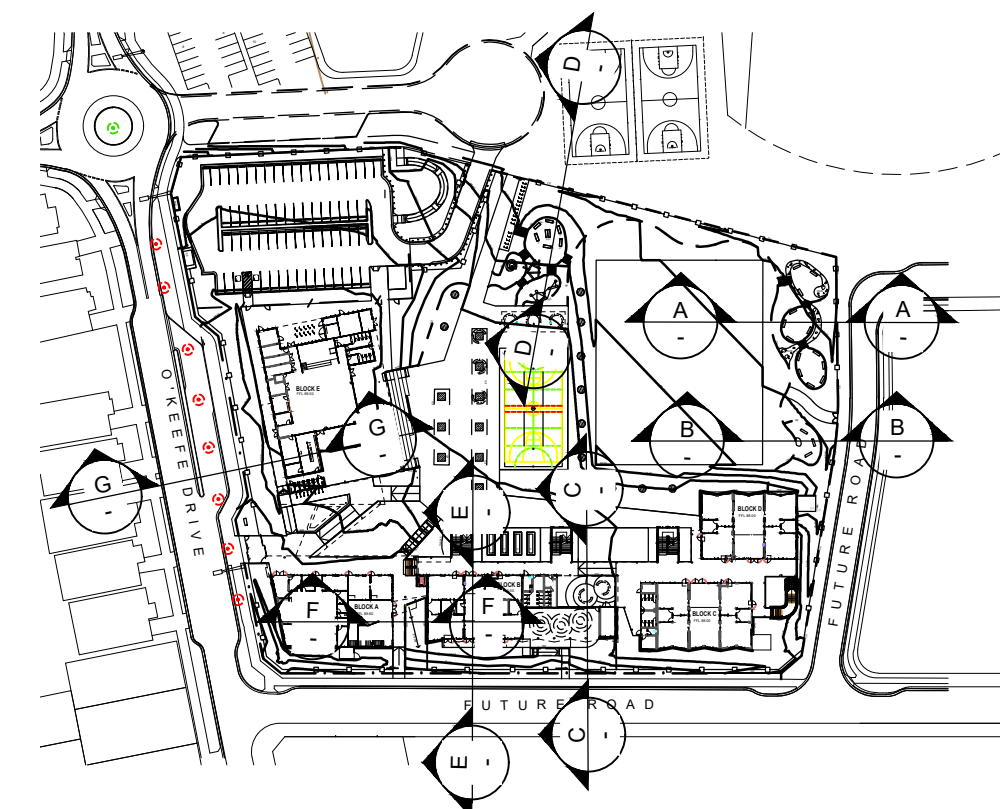 D
-
A
-
A
-
D
-
BLOCK E
G
-
B
-
B
-
O'KEEFE DRIVE
G
-
C
-
E
-
BLOCK D
FUTURE ROAD
F
-
BLOCK A
F
-
BLOCK B
BLOCK C
FUTURE ROAD
C
-
E
-